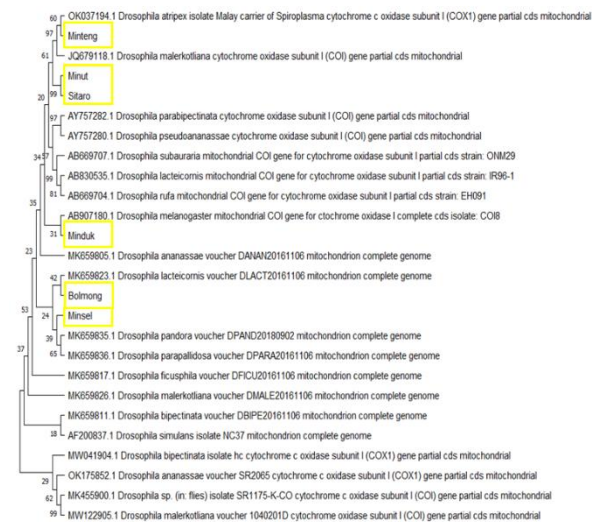 60 OK037194.1 Drosophila atripex isolate Malay carrier of Spiroplasma cytochrome c oxidase subunit I (COX1) gene partial cds mitochondrial
97 Minteng
61 JQ679118.1 Drosophila malerkotliana cytochrome oxidase subunit I (COI) gene partial cds mitochondrial
Minut
99 Sitaro
20
97 AY757282.1 Drosophila parabipectinata cytochrome oxidase subunit I (COI) gene partial cds mitochondrial
AY757280.1 Drosophila pseudoananassae cytochrome oxidase subunit I (COI) gene partial cds mitochondrial
34 57 AB669707.1 Drosophila subauraria mitochondrial COI gene for cytochrome oxidase subunit I partial cds strain: ONM29
99 AB830535.1 Drosophila lacteicornis mitochondrial COI gene for cytochrome oxidase subunit I partial cds strain: IR96-1
81 AB669704.1 Drosophila rufa mitochondrial COI gene for cytochrome oxidase subunit I partial cds strain: EH091
35
AB907180.1 Drosophila melanogaster mitochondrial COI gene for ctochrome oxidase I complete cds isolate: COI8
31 Minduk
23 MK659805.1 Drosophila ananassae voucher DANAN20161106 mitochondrion complete genome
42 MK659823.1 Drosophila lacteicornis voucher DLACT20161106 mitochondrion complete genome
Bolmong
53 24 Minsel
39 MK659835.1 Drosophila pandora voucher DPAND20180902 mitochondrion complete genome
65 MK659836.1 Drosophila parapallidosa voucher DPARA20161106 mitochondrion complete genome
37
MK659817.1 Drosophila ficusphila voucher DFICU20161106 mitochondrion complete genome
MK659826.1 Drosophila malerkotliana voucher DMALE20161106 mitochondrion complete genome
MK659811.1 Drosophila bipectinata voucher DBIPE20161106 mitochondrion complete genome
18 AF200837.1 Drosophila simulans isolate NC37 mitochondrion complete genome
MW041904.1 Drosophila bipectinata isolate hc cytochrome c oxidase subunit I (COX1) gene partial cds mitochondrial
29 OK175852.1 Drosophila ananassae voucher SR2065 cytochrome c oxidase subunit I (COX1) gene partial cds mitochondrial
62 MK455900.1 Drosophila sp. (in: flies) isolate SR1175-K-CO cytochrome c oxidase subunit I (COI) gene partial cds mitochondrial
99 MW122905.1 Drosophila malerkotliana voucher 1040201D cytochrome oxidase subunit I (COI) gene partial cds mitochondrial